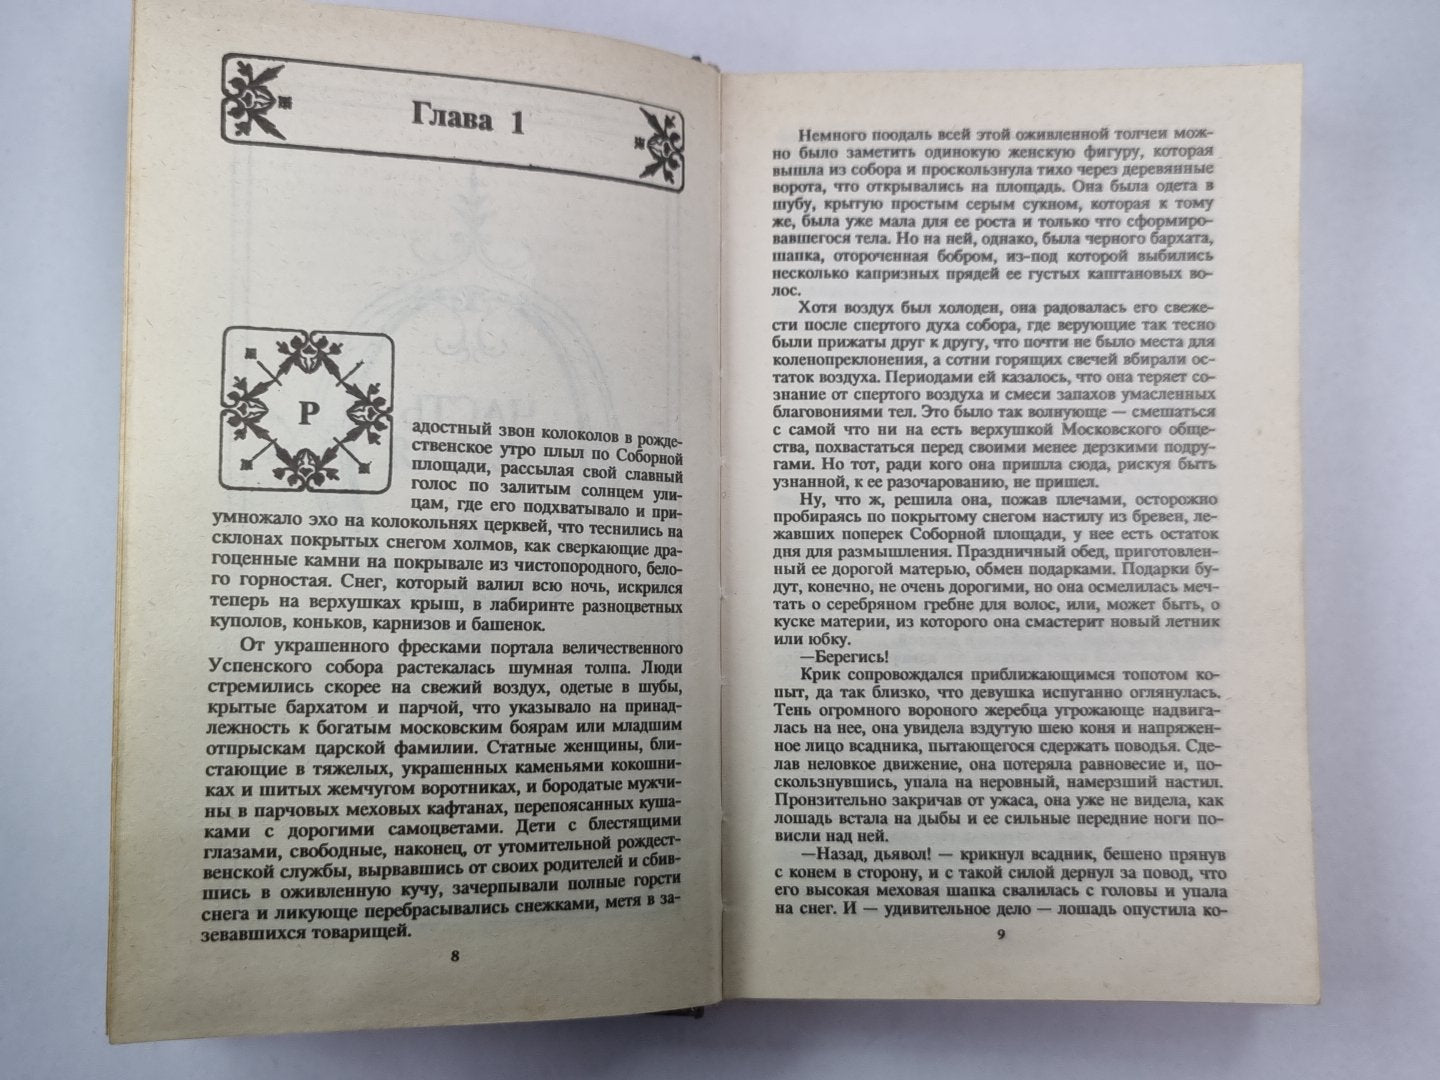 Глава 1
Р
адостный звон колоколов в рожде-
ственское утро плыл по Соборной
площади, рассылая свой славный
голос по залитым солнцем ули-
цам, где его подхватывало и при-
умножало эхо на колокольнях церквей, что теснились на
склонах покрытых снегом холмов, как сверкающие дра-
гоценные камни на покрывале из чистопородного, бело-
го горностая. Снег, который валил всю ночь, искрился
теперь на верхушках крыш, в лабиринте разноцветных
куполов, коньков, карнизов и башенок.
От украшенного фресками портала величественного
Успенского собора растекалась шумная толпа. Люди
стремились скорее на свежий воздух, одетые в шубы,
крытые бархатом и парчой, что указывало на принад-
лежность к богатым московским боярам или младшим
отпрыскам царской фамилии. Статные женщины, бли-
стающие в тяжелых, украшенных каменьями кокошни-
ках и шитых жемчугом воротниках, и бородатые мужчи-
ны в парчовых меховых кафтанах, перепоясанных куша-
ками с дорогими самоцветами. Дети с блестящими
глазами, свободные, наконец, от утомительной рождест-
венской службы, вырвавшись от своих родителей и сбив-
шись в оживленную кучу, зачерпывали полные горсти
снега и ликующе перебрасывались снежками, метя в за-
зевавшихся товарищей.
8
Немного поодаль всей этой оживленной толчеи мож-
но было заметить одинокую женскую фигуру, которая
вышла из собора и проскользнула тихо через деревянные
ворота, что открывались на площадь. Она была одета в
шубу, крытую простым серым сукном, которая к тому
же, была уже мала для ее роста и только что сформиро-
вавшегося тела. Но на ней, однако, была черного бархата,
шапка, отороченная бобром, из-под которой выбились
несколько капризных прядей ее густых каштановых во-
лос.
Хотя воздух был холоден, она радовалась его свеже-
сти после спертого духа собора, где верующие так тесно
были прижаты друг к другу, что почти не было места для
коленопреклонения, а сотни горящих свечей вбирали ос-
таток воздуха. Периодами ей казалось, что она теряет со-
знание от спертого воздуха и смеси запахов умасленных
благовониями тел. Это было так волнующе — смешаться
с самой что ни на есть верхушкой Московского обще-
ства, похвастаться перед своими менее дерзкими подру-
гами. Но тот, ради кого она пришла сюда, рискуя быть
узнанной, к ее разочарованию, не пришел.
Ну, что ж, решила она, пожав плечами, осторожно
пробираясь по покрытому снегом настилу из бревен, ле-
жавших поперек Соборной площади, у нее есть остаток
дня для размышления. Праздничный обед, приготовлен-
ный ее дорогой матерью, обмен подарками. Подарки бу-
дут, конечно, не очень дорогими, но она осмелилась меч-
тать о серебряном гребне для волос, или, может быть, о
куске материи, из которого она смастерит новый летник
или юбку.
—Берегись!
Крик сопровождался приближающимся топотом ко-
пыт, да так близко, что девушка испуганно оглянулась.
Тень огромного вороного жеребца угрожающе надвига-
лась на нее, она увидела вздутую шею коня и напряжен-
ное лицо всадника, пытающегося сдержать поводья. Сде-
лав неловкое движение, она потеряла равновесие и, по-
скользнувшись, упала на неровный, намерзший настил.
Пронзительно закричав от ужаса, она уже не видела, как
лошадь встала на дыбы и ее сильные передние ноги по-
висли над ней.
—Назад, дьявол! — крикнул всадник, бешено прянув
с конем в сторону, и с такой силой дернул за повод, что
его высокая меховая шапка свалилась с головы и упала
на снег. И — удивительное дело — лошадь опустила ко-
9